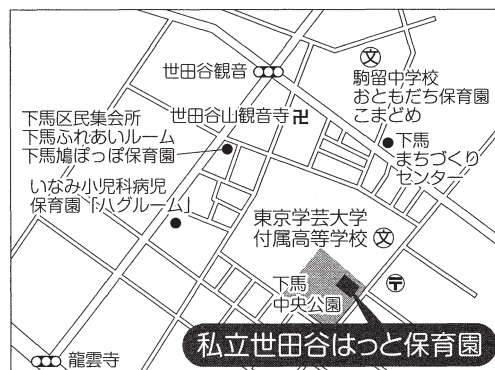 世田谷観音
文
駒留中学校
おともだち保育園
こまどめ
下馬区民集会所
下馬ふれあいルーム
下馬鳩ぽっぽ保育園
世田谷山観音寺卍
下馬
まちづくり
センター
いなみ小児科病児
保育園「ハグルーム」
東京学芸大学
付属高等学校 文
下馬
中央公園
〒
私立世田谷はっと保育園
龍雲寺